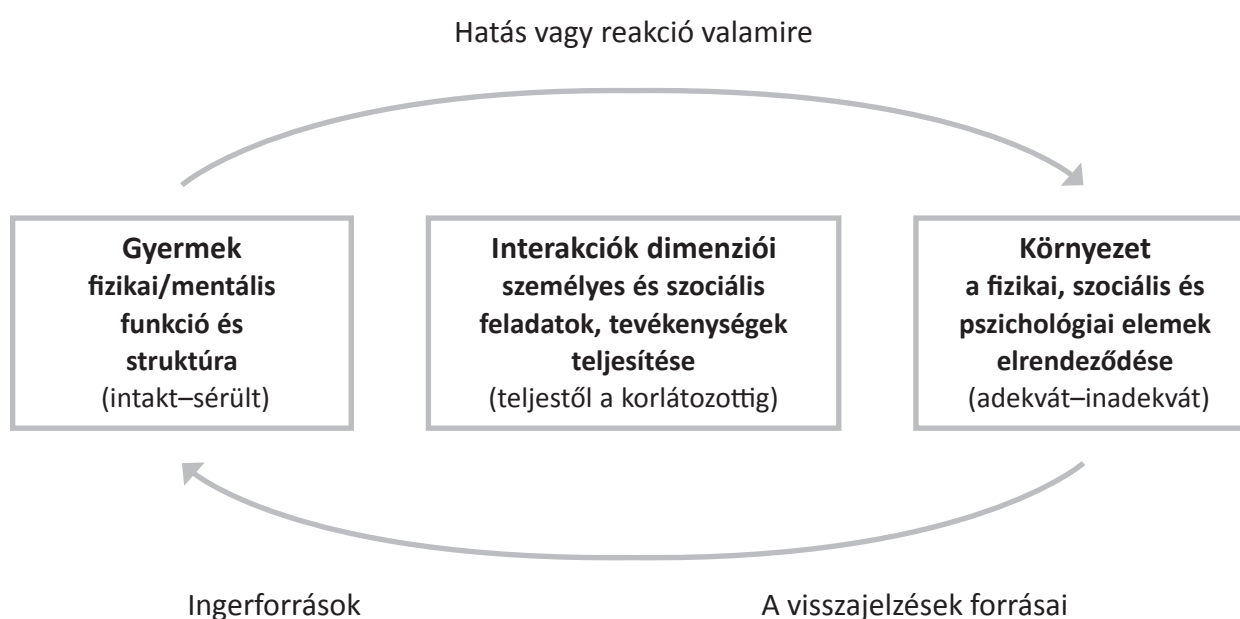 Hatás vagy reakció valamire
Gyermek
fizikai/mentális
funkció és
struktúra
(intakt–sérült)
Interakciók dimenziói
személyes és szociális
feladatok, tevékenységek
teljesítése
(teljestől a korlátozottig)
Környezet
a fizikai, szociális és
pszichológiai elemek
elrendeződése
(adekvát–inadekvát)
Ingerforrások
A visszajelzések forrásai